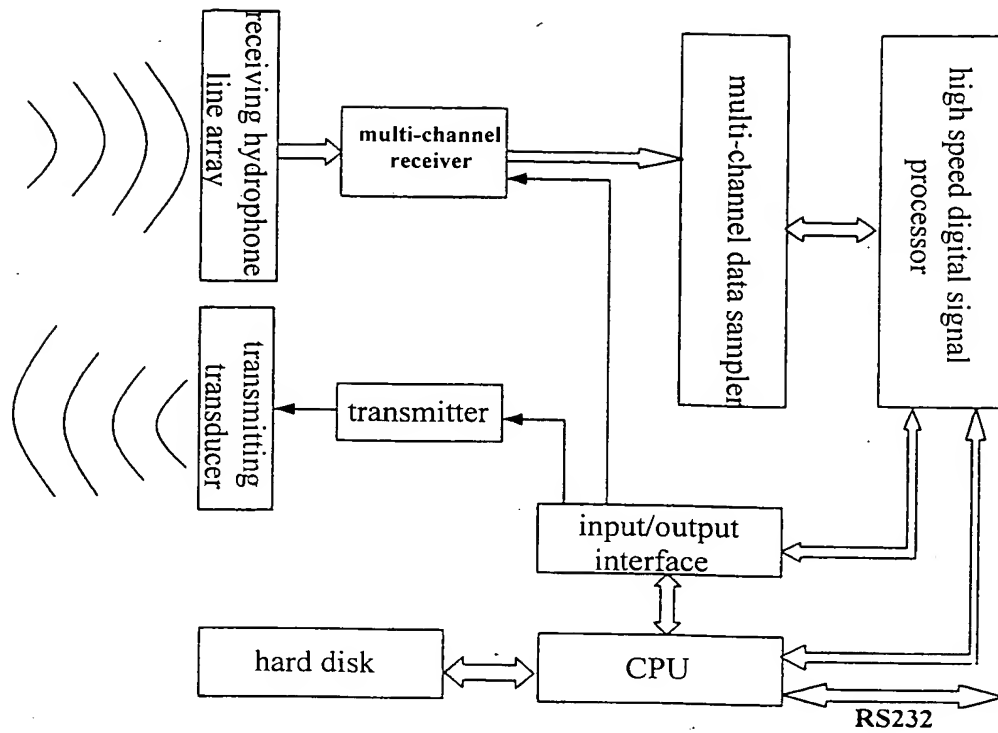 receiving hydrophone
line array
multi-channel
receiver
multi-channel data sampler
high speed digital signal
processor
transmitting
transducer
transmitter
input/output
interface
hard disk
CPU
RS232